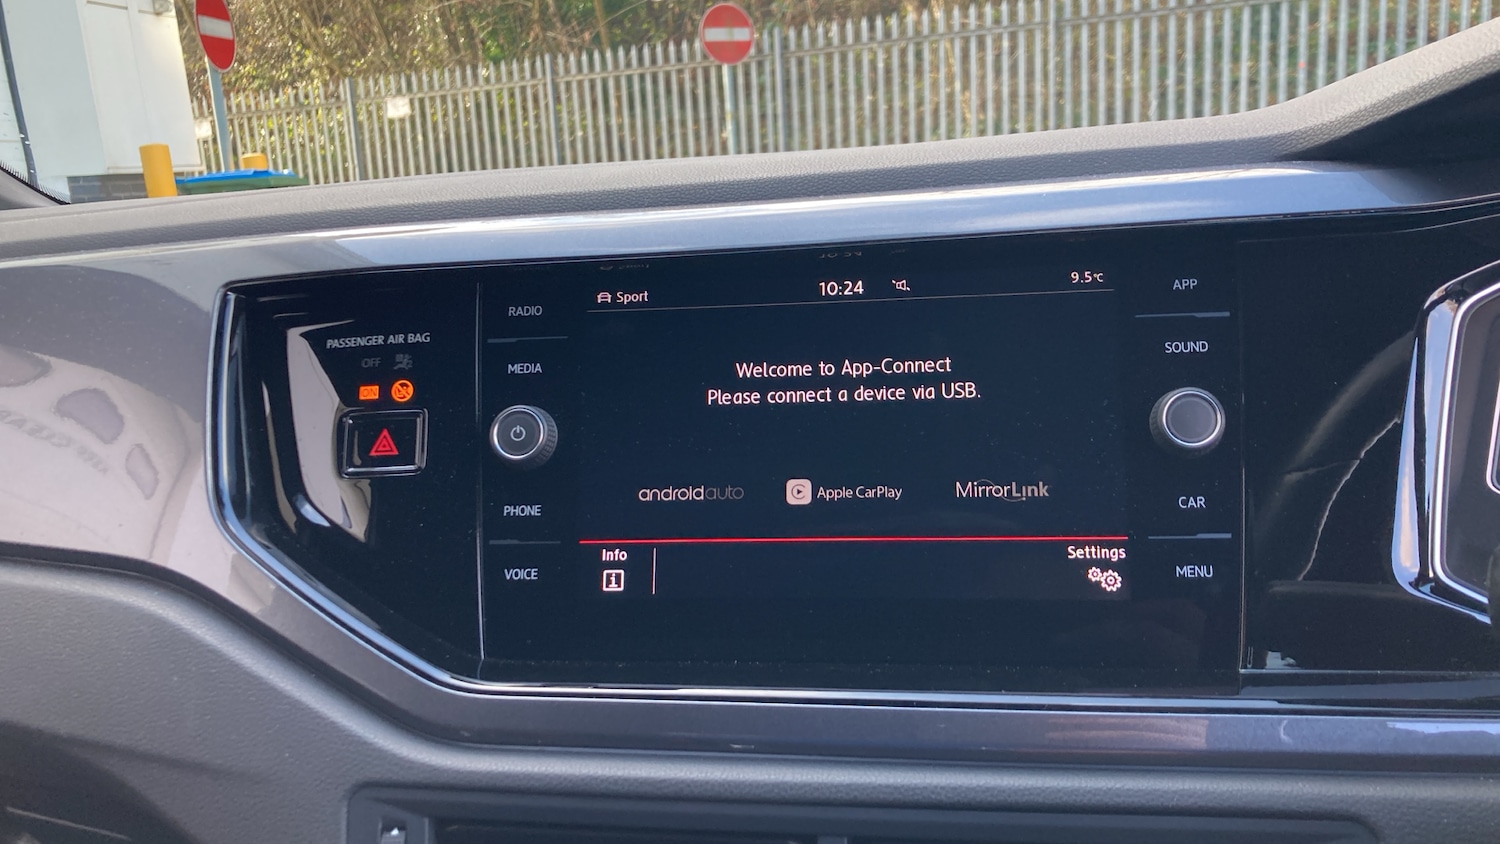 PASSENGER AIR BAG
OFF
ON
RADIO
MEDIA
PHONE
VOICE
Sport
10:24
9.5°C
Welcome to App-Connect
Please connect a device via USB.
androidauto
Apple CarPlay
MirrorLink
Info
Settings
APP
SOUND
CAR
MENU